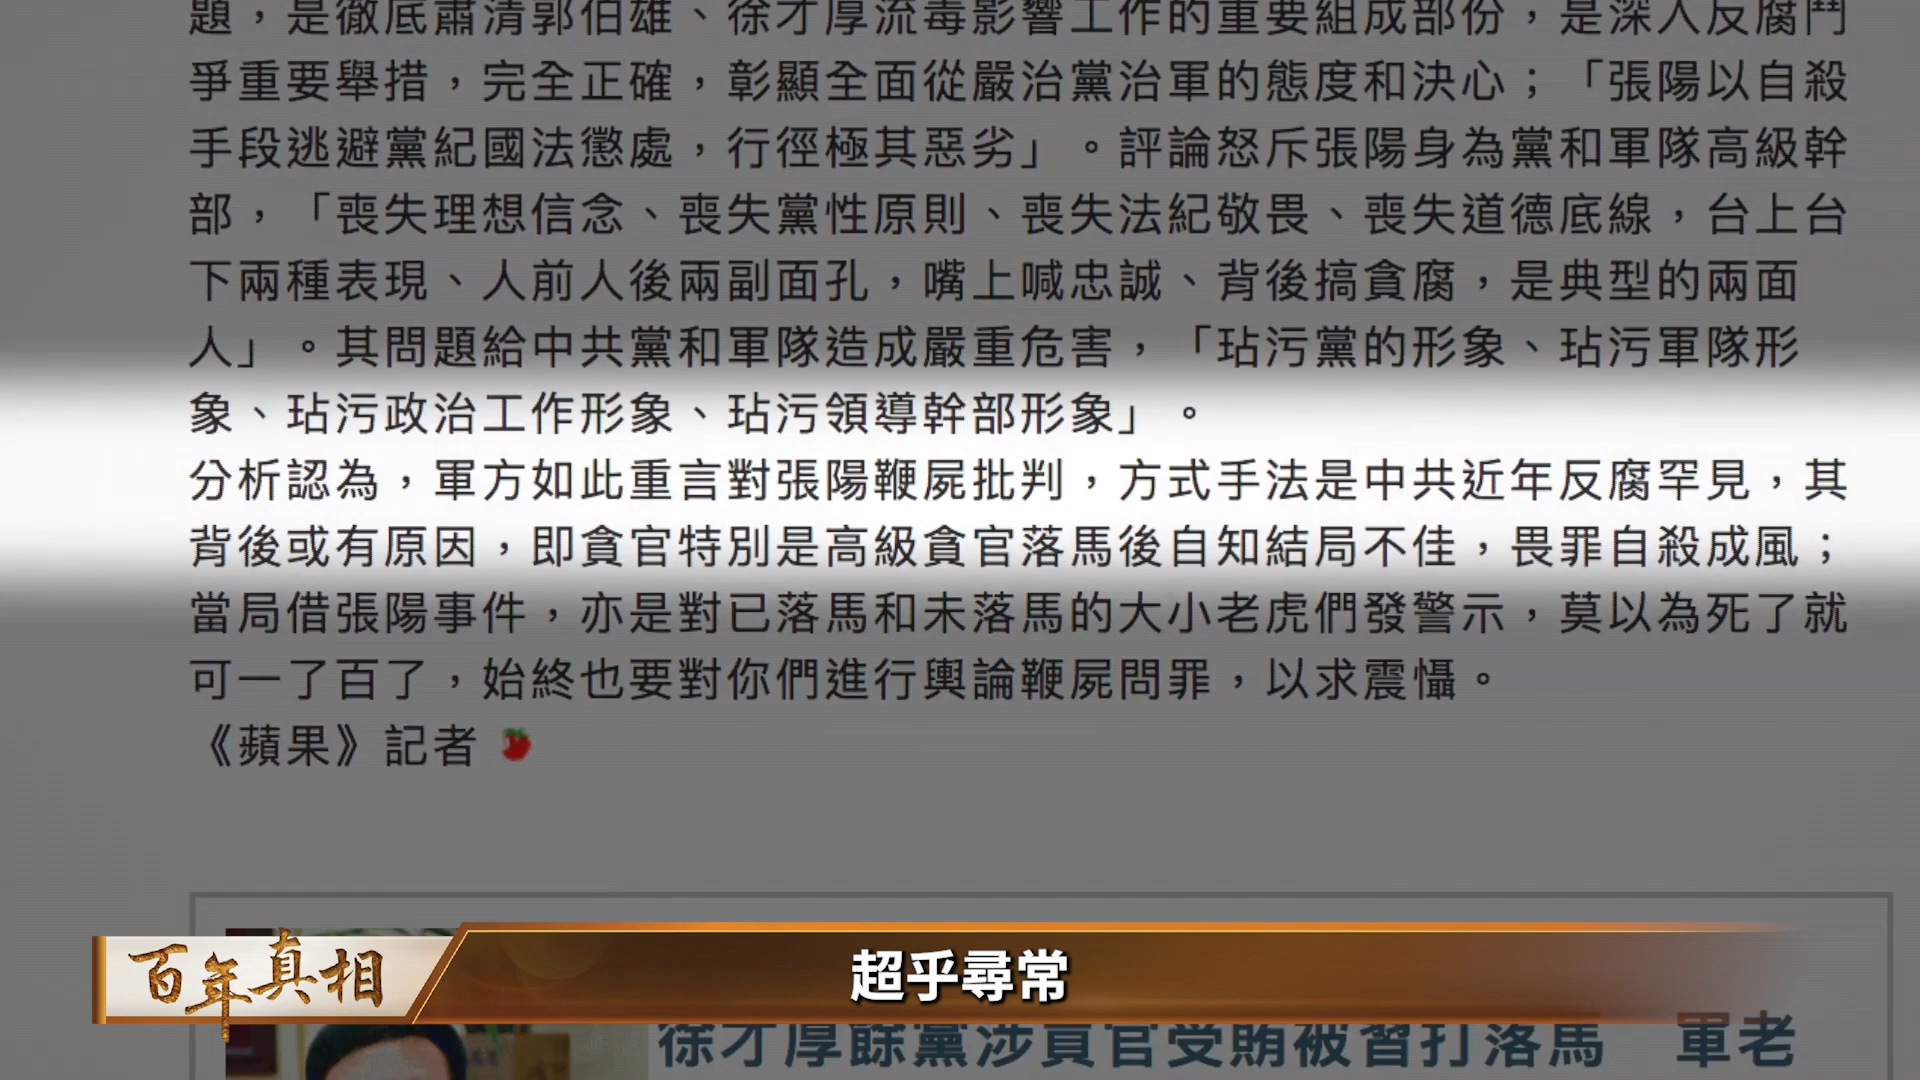 題，是徹底肅清郭伯雄、徐才厚流毒影響工作的重要組成部份，是深入反腐鬥
爭重要舉措，完全正確，彰顯全面從嚴治黨治軍的態度和決心；「張陽以自殺
手段逃避黨紀國法懲處，行徑極其惡劣」。評論怒斥張陽身為黨和軍隊高級幹
部，「喪失理想信念、喪失黨性原則、喪失法紀敬畏、喪失道德底線，台上台
下兩種表現、人前人後兩副面孔，嘴上喊忠誠、背後搞貪腐，是典型的兩面
人」。其問題給中共黨和軍隊造成嚴重危害，「玷污黨的形象、玷污軍隊形
象、玷污政治工作形象、玷污領導幹部形象」。
分析認為，軍方如此重言對張陽鞭屍批判，方式手法是中共近年反腐罕見，其
背後或有原因，即貪官特別是高級貪官落馬後自知結局不佳，畏罪自殺成風；
當局借張陽事件，亦是對已落馬和未落馬的大小老虎們發警示，莫以為死了就
可一了百了，始終也要對你們進行輿論鞭屍問罪，以求震懾。
《蘋果》記者
百年真相
超乎尋常
徐才厚餘黨涉賣官受賄被習打落馬　軍老